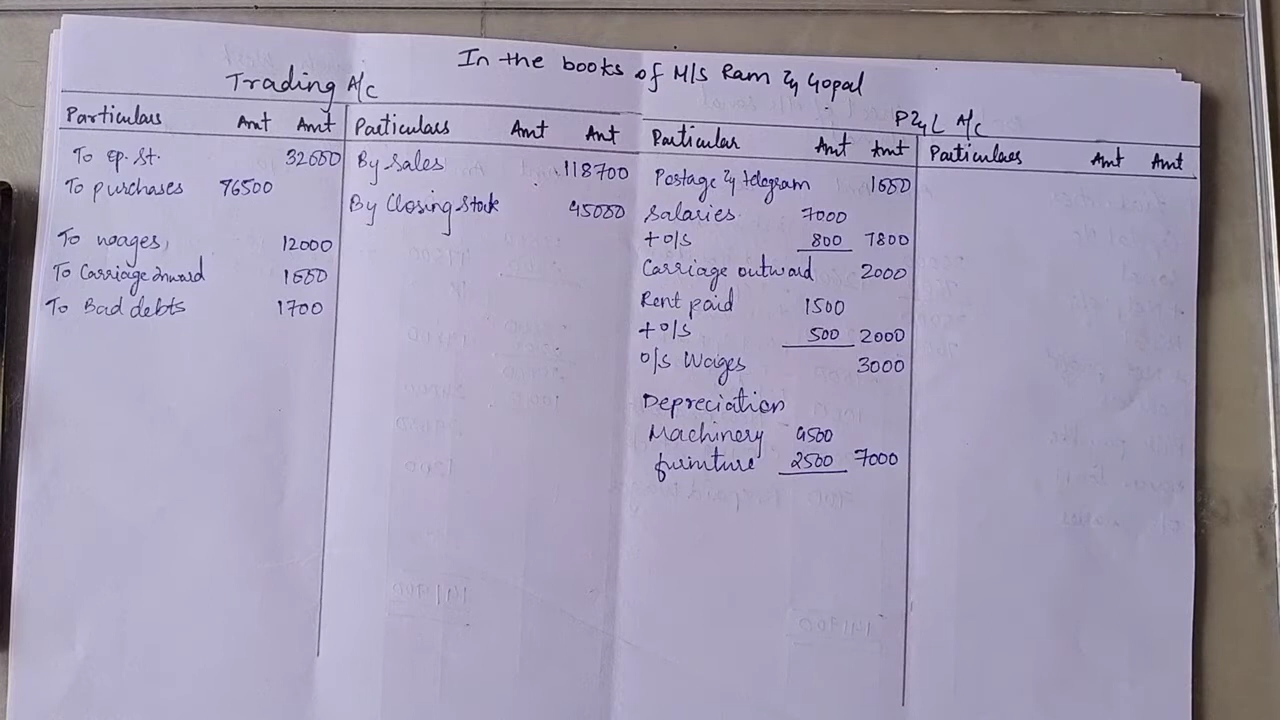 In the books of M/S Ram & Gopal
Trading A/c
Particulars Amt Amt Particulars Amt Amt
To op. St. 32000 By Sales 118700
To purchases 76500 By Closing Stock 45000
To wages, 12000
To Carriage inward 1600
To Bad debts 1700
P & L A/c
Particular Amt Amt Particulars Amt Amt
Postage & telegram 1600
Salaries 7000
+ o/s 800 7800
Carriage outward 2000
Rent paid 1500
+ o/s 500 2000
o/s Wages 3000
Depreciation
Machinery 4500
furniture 2500 7000